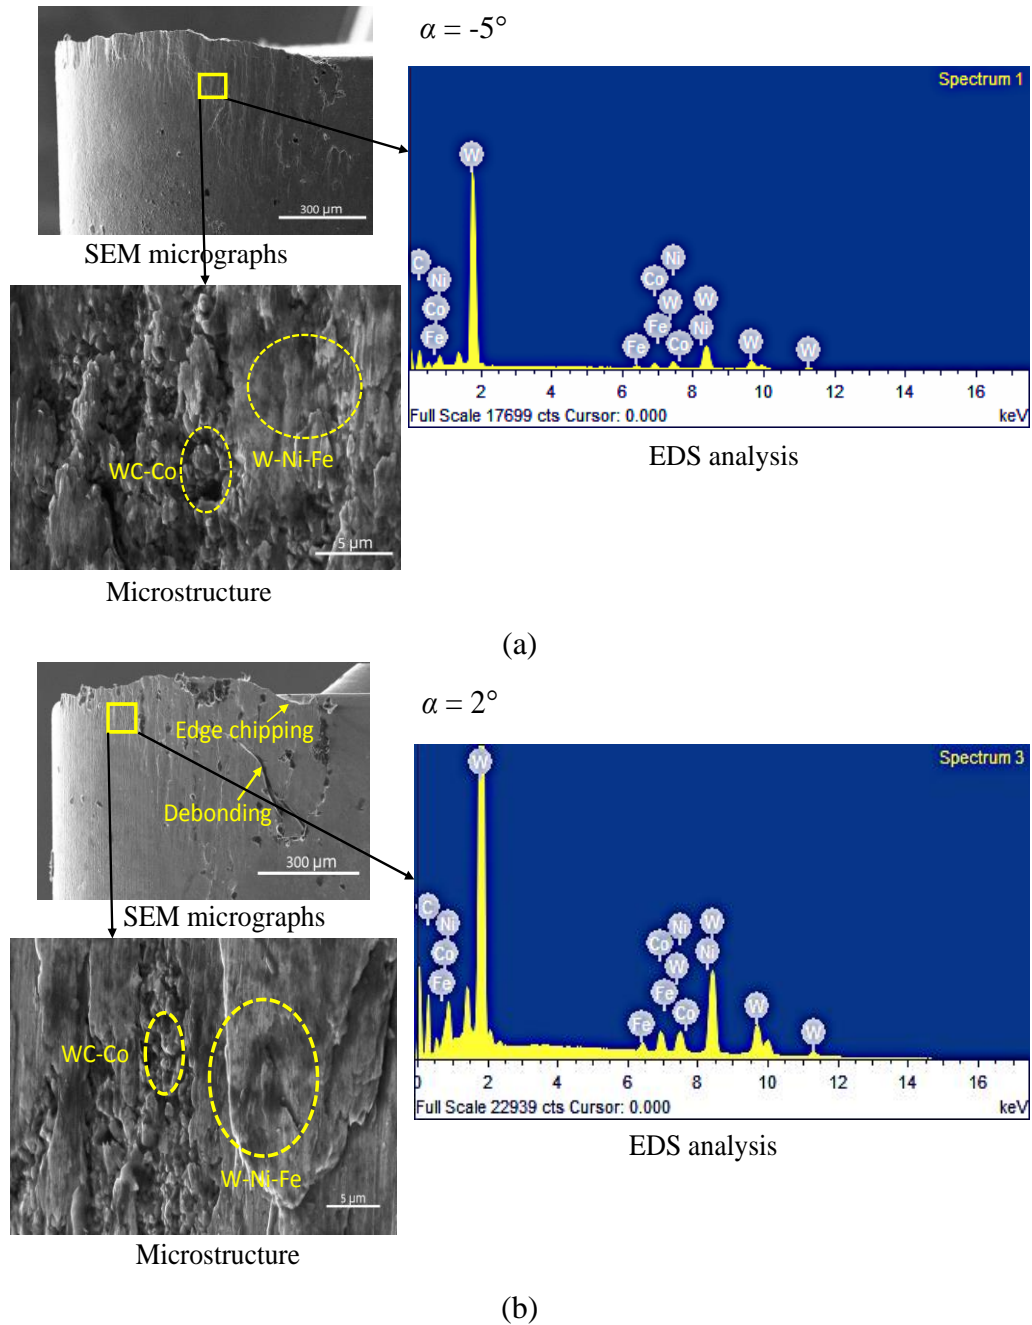 α = -5°
Spectrum 1
W
Ni
C
Co
Ni
W
W
Co
Fe
Ni
Fe
Fe
Co
W
W
2 4 6 8 10 12 14 16
Full Scale 17699 cts Cursor: 0.000 keV
300 µm
SEM micrographs
EDS analysis
WC-Co
W-Ni-Fe
5 µm
Microstructure
(a)
α = 2°
Edge chipping
Debonding
300 µm
SEM micrographs
Spectrum 3
W
C
Ni
Co
Fe
Ni
W
Co
Ni
W
Fe
Co
Fe
W
W
0 2 4 6 8 10 12 14 16
Full Scale 22939 cts Cursor: 0.000 keV
EDS analysis
WC-Co
W-Ni-Fe
5 µm
Microstructure
(b)